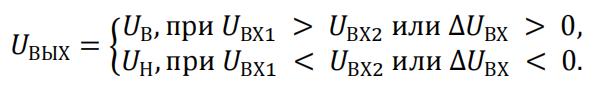 U_ВЫХ = { U_В, при U_ВХ1 > U_ВХ2 или ΔU_ВХ > 0,
U_Н, при U_ВХ1 < U_ВХ2 или ΔU_ВХ < 0.